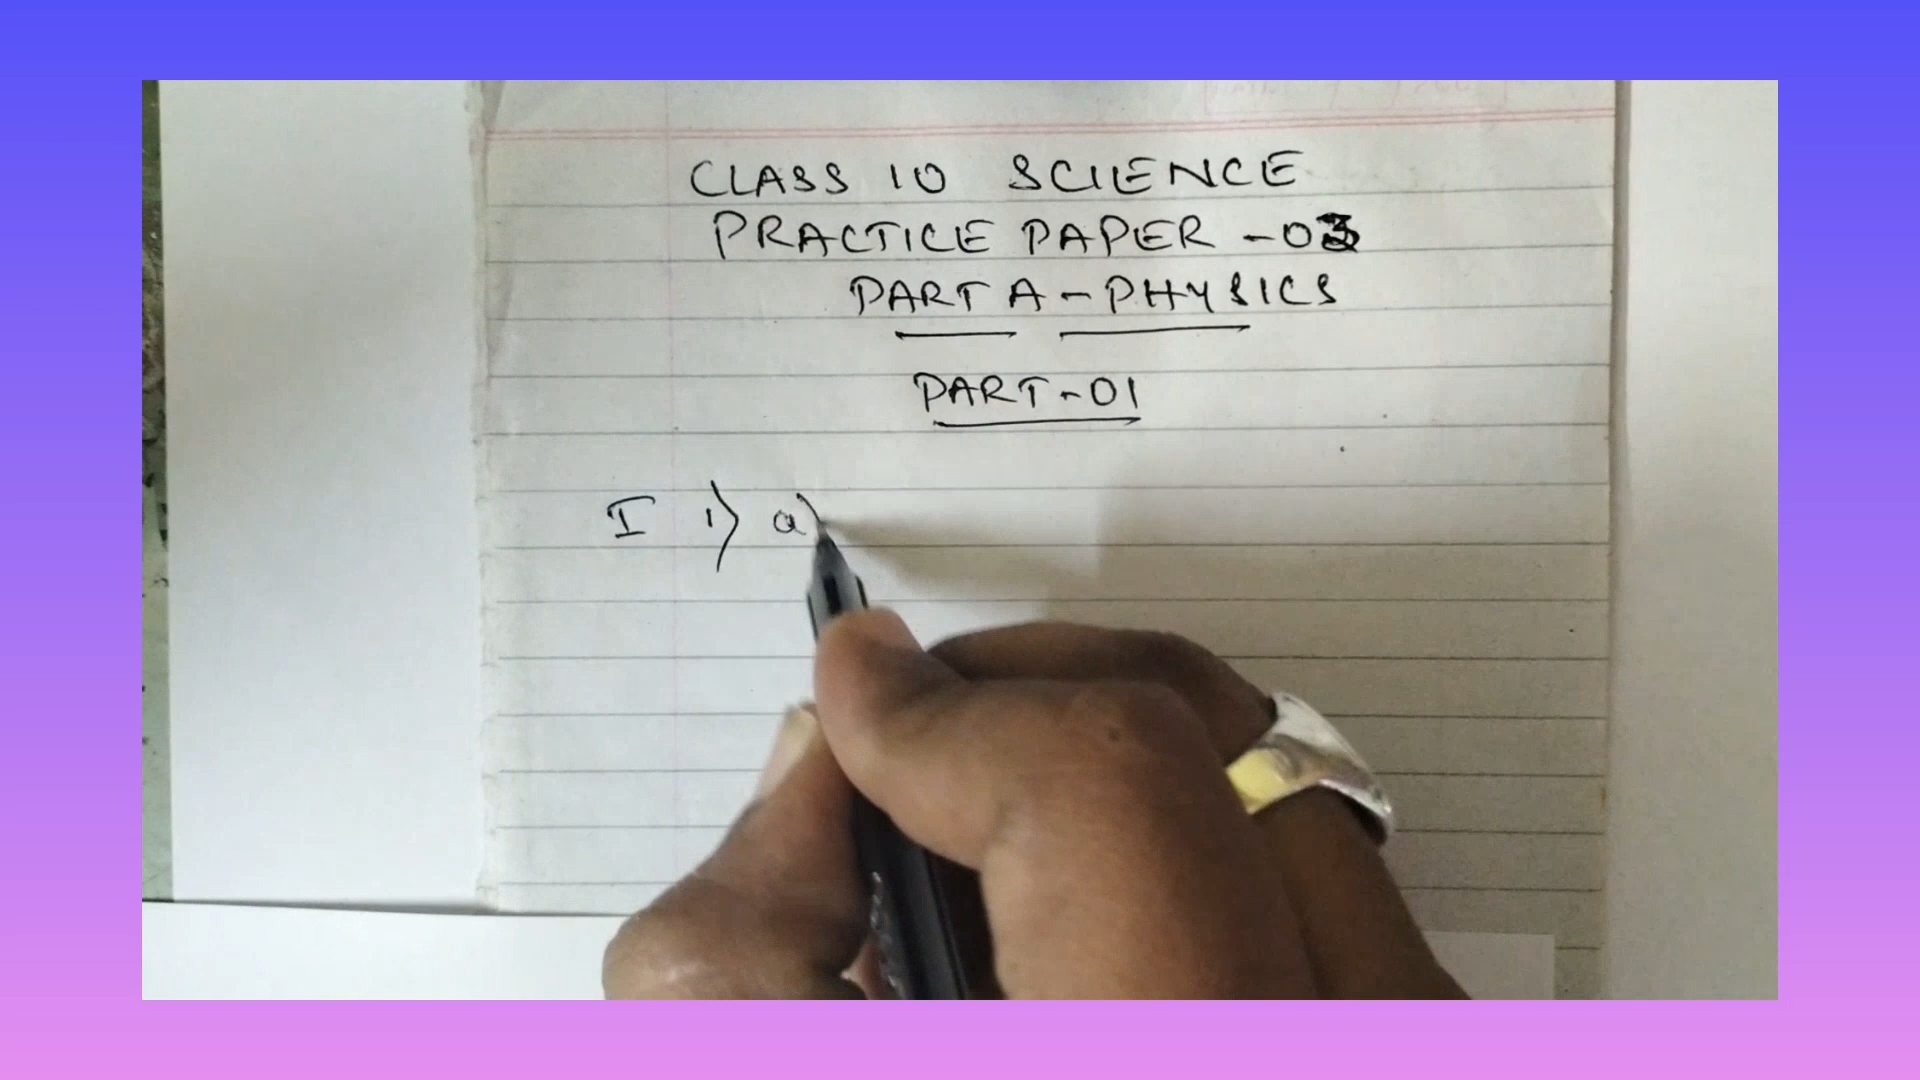 CLASS 10 SCIENCE
PRACTICE PAPER - 03
PART A - PHYSICS
PART - 01
I 1) a)